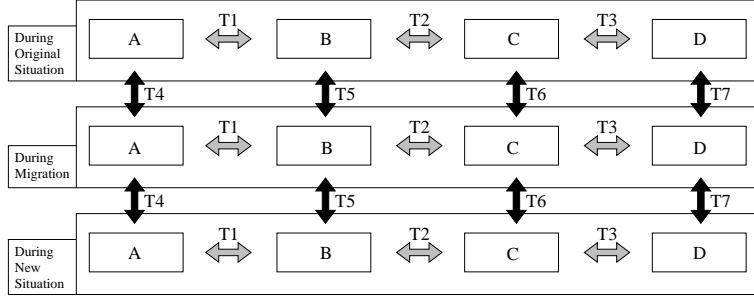 T1 T2 T3
During
Original
Situation
A B C D
T4 T5 T6 T7
T1 T2 T3
During
Migration
A B C D
T4 T5 T6 T7
T1 T2 T3
During
New
Situation
A B C D